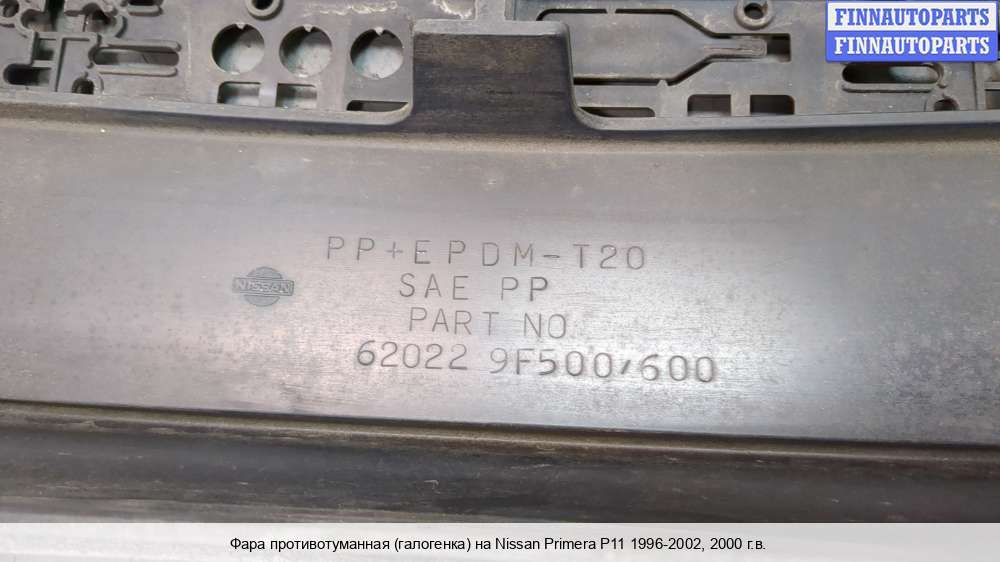 FINNAUTOPARTS
FINNAUTOPARTS
PP+EPDM-T20
NISSAN
SAE PP
PART NO
62022 9F500/600
Фара противотуманная (галогенка) на Nissan Primera P11 1996-2002, 2000 г.в.